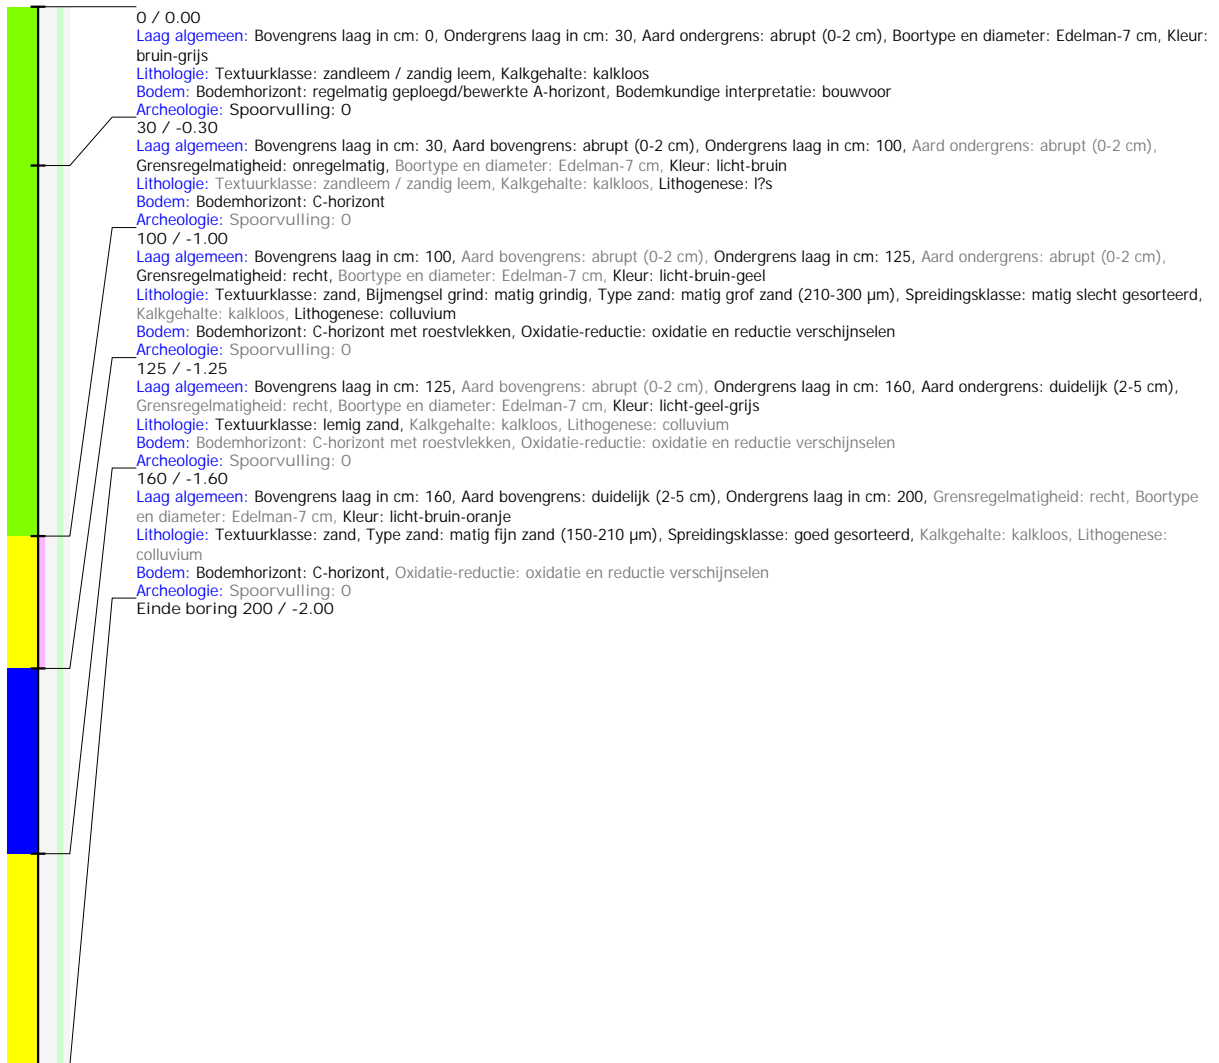 0 / 0.00
Laag algemeen: Bovengrens laag in cm: 0, Ondergrens laag in cm: 30, Aard ondergrens: abrupt (0-2 cm), Boortype en diameter: Edelman-7 cm, Kleur:
bruin-grijs
Lithologie: Textuurklasse: zandleem / zandig leem, Kalkgehalte: kalkloos
Bodem: Bodemhorizont: regelmatig geploegd/bewerkte A-horizont, Bodemkundige interpretatie: bouwvoor
Archeologie: Spoorvulling: 0
30 / -0.30
Laag algemeen: Bovengrens laag in cm: 30, Aard bovengrens: abrupt (0-2 cm), Ondergrens laag in cm: 100, Aard ondergrens: abrupt (0-2 cm),
Grensregelmatigheid: onregelmatig, Boortype en diameter: Edelman-7 cm, Kleur: licht-bruin
Lithologie: Textuurklasse: zandleem / zandig leem, Kalkgehalte: kalkloos, Lithogenese: l?s
Bodem: Bodemhorizont: C-horizont
Archeologie: Spoorvulling: 0
100 / -1.00
Laag algemeen: Bovengrens laag in cm: 100, Aard bovengrens: abrupt (0-2 cm), Ondergrens laag in cm: 125, Aard ondergrens: abrupt (0-2 cm),
Grensregelmatigheid: recht, Boortype en diameter: Edelman-7 cm, Kleur: licht-bruin-geel
Lithologie: Textuurklasse: zand, Bijmengsel grind: matig grindig, Type zand: matig grof zand (210-300 µm), Spreidingsklasse: matig slecht gesorteerd,
Kalkgehalte: kalkloos, Lithogenese: colluvium
Bodem: Bodemhorizont: C-horizont met roestvlekken, Oxidatie-reductie: oxidatie en reductie verschijnselen
Archeologie: Spoorvulling: 0
125 / -1.25
Laag algemeen: Bovengrens laag in cm: 125, Aard bovengrens: abrupt (0-2 cm), Ondergrens laag in cm: 160, Aard ondergrens: duidelijk (2-5 cm),
Grensregelmatigheid: recht, Boortype en diameter: Edelman-7 cm, Kleur: licht-geel-grijs
Lithologie: Textuurklasse: lemig zand, Kalkgehalte: kalkloos, Lithogenese: colluvium
Bodem: Bodemhorizont: C-horizont met roestvlekken, Oxidatie-reductie: oxidatie en reductie verschijnselen
Archeologie: Spoorvulling: 0
160 / -1.60
Laag algemeen: Bovengrens laag in cm: 160, Aard bovengrens: duidelijk (2-5 cm), Ondergrens laag in cm: 200, Grensregelmatigheid: recht, Boortype
en diameter: Edelman-7 cm, Kleur: licht-bruin-oranje
Lithologie: Textuurklasse: zand, Type zand: matig fijn zand (150-210 µm), Spreidingsklasse: goed gesorteerd, Kalkgehalte: kalkloos, Lithogenese:
colluvium
Bodem: Bodemhorizont: C-horizont, Oxidatie-reductie: oxidatie en reductie verschijnselen
Archeologie: Spoorvulling: 0
Einde boring 200 / -2.00